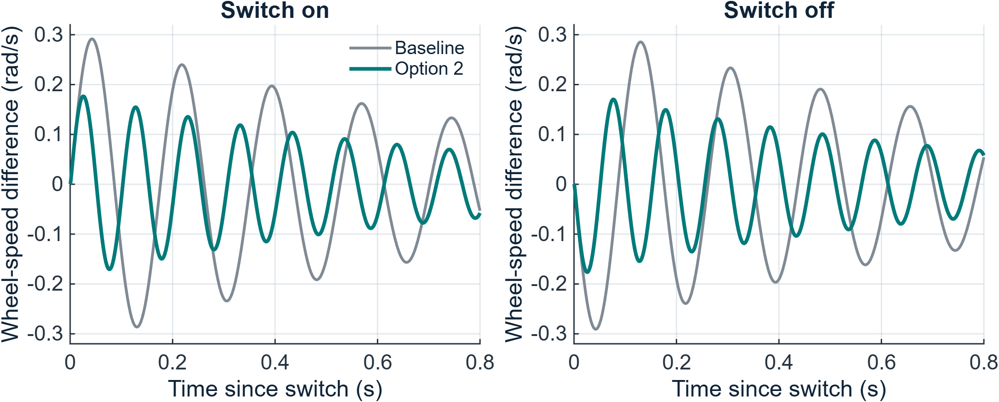 Switch on
Wheel-speed difference (rad/s)
0.3
0.2
0.1
0
-0.1
-0.2
-0.3
Baseline
Option 2
0 0.2 0.4 0.6 0.8
Time since switch (s)
Switch off
Wheel-speed difference (rad/s)
0.3
0.2
0.1
0
-0.1
-0.2
-0.3
0 0.2 0.4 0.6 0.8
Time since switch (s)